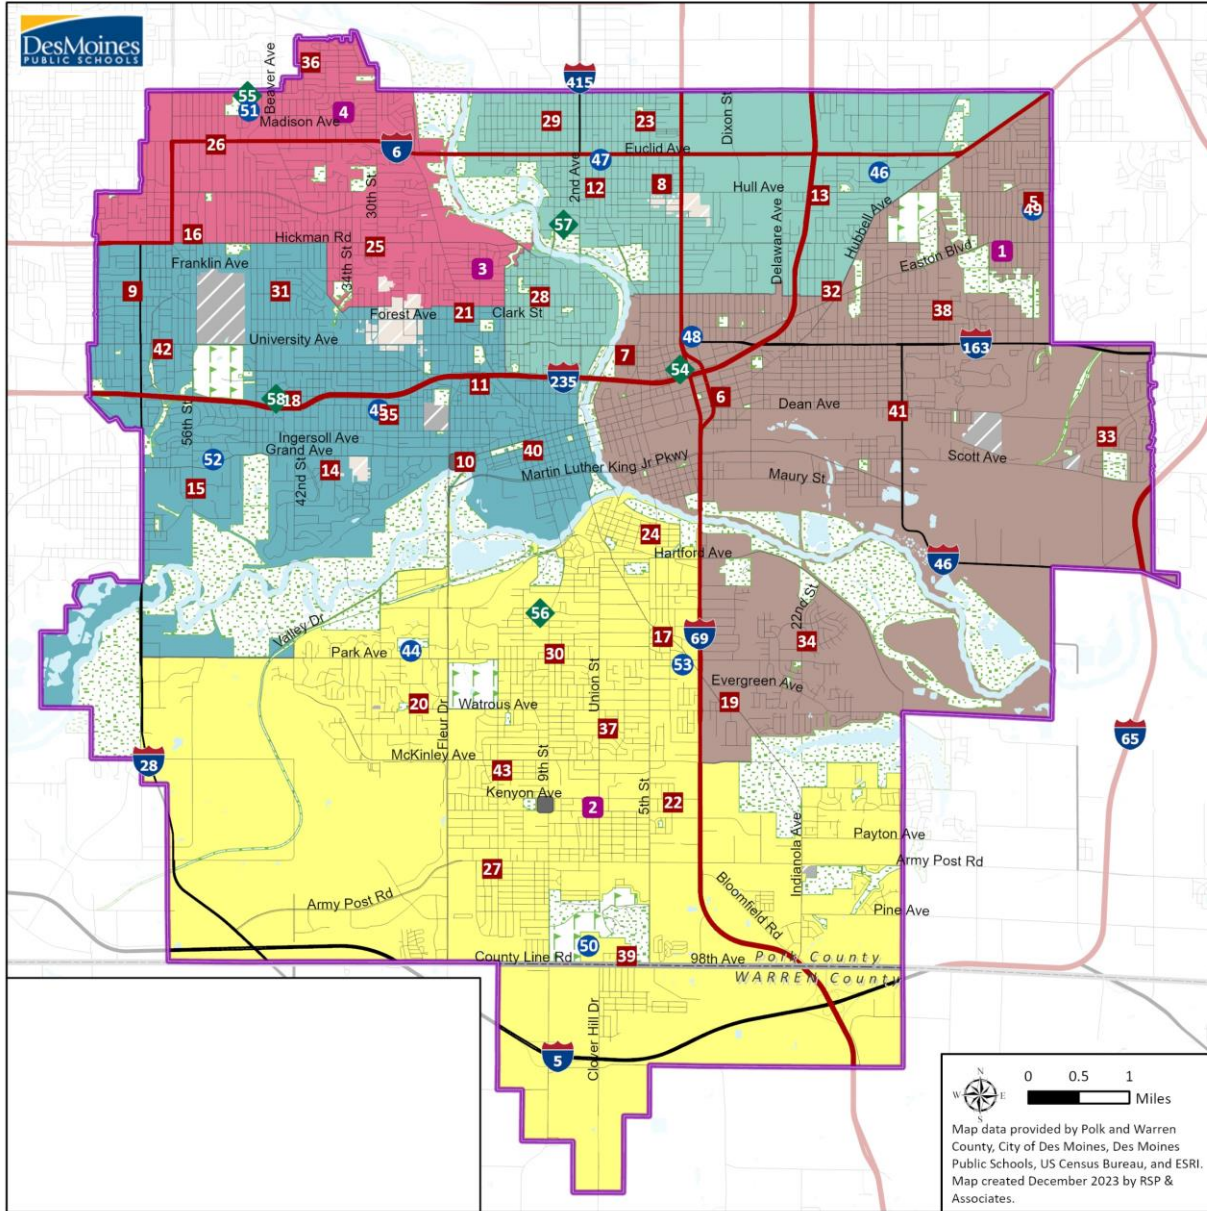 DesMoines
PUBLIC SCHOOLS
36
415
55
Beaver Ave
51
4
Madison Ave
29
23
Dixon St
26
6
Euclid Ave
47
46
2nd Ave
8
12
Hull Ave
13
5
49
30th St
57
Delaware Ave
Hubbell Ave
16
Hickman Rd
25
Easton Blvd
1
Franklin Ave
34th St
3
9
31
28
32
38
Forest Ave
21
Clark St
University Ave
48
42
7
163
54
235
11
58
18
6
45
35
Dean Ave
41
56th St
Ingersoll Ave
33
Grand Ave
40
52
14
10
Martin Luther King Jr Pkwy
Scott Ave
42nd St
15
Maury St
24
Hartford Ave
46
22nd St
56
Valley Dr
17
69
34
Park Ave
44
30
53
Union St
Evergreen Ave
20
Fleur Dr
Watrous Ave
19
37
65
McKinley Ave
28
43
9th St
Kenyon Ave
2
5th St
22
Indianola Ave
Payton Ave
27
Army Post Rd
Army Post Rd
Bloomfield Rd
Pine Ave
50
County Line Rd
39
98th Ave
Polk County
WARREN County
Clover Hill Dr
5
N
W
E
S
0 0.5 1
Miles
Map data provided by Polk and Warren
County, City of Des Moines, Des Moines
Public Schools, US Census Bureau, and ESRI.
Map created December 2023 by RSP &
Associates.